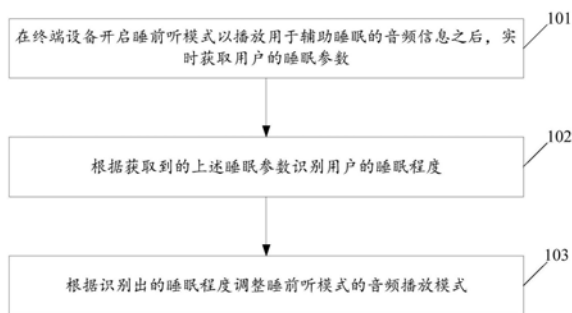 101
在终端设备开启睡前听模式以播放用于辅助睡眠的音频信息之后，实
时获取用户的睡眠参数
102
根据获取到的上述睡眠参数识别用户的睡眠程度
103
根据识别出的睡眠程度调整睡前听模式的音频播放模式